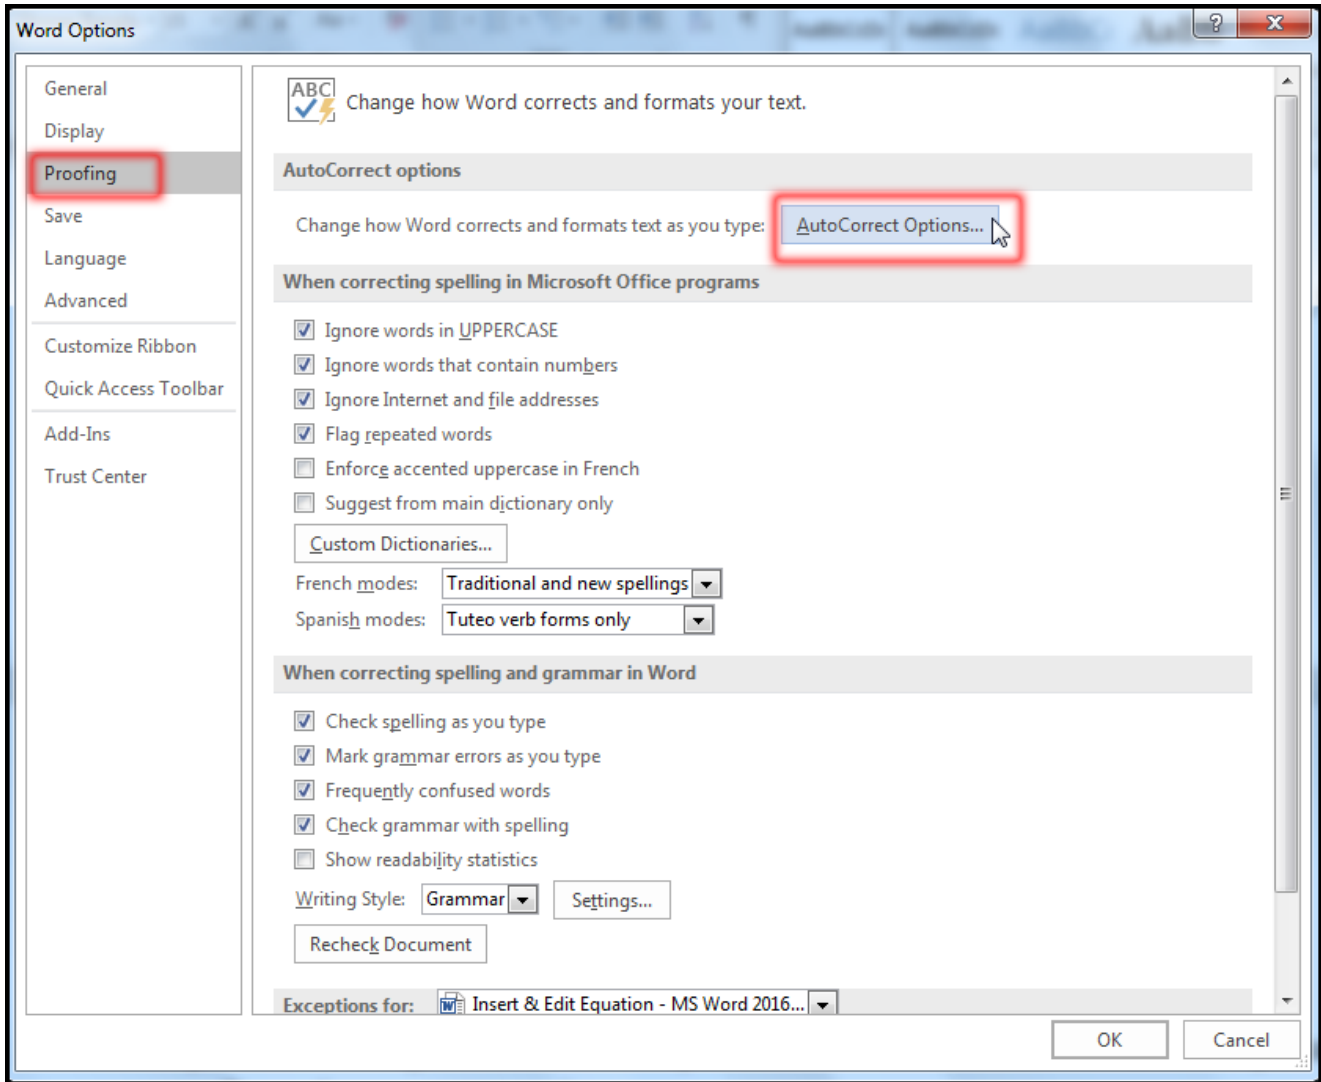 Word Options
?
X
General
Display
Proofing
Save
Language
Advanced
Customize Ribbon
Quick Access Toolbar
Add-Ins
Trust Center
ABC
Change how Word corrects and formats your text.
AutoCorrect options
Change how Word corrects and formats text as you type: AutoCorrect Options...
When correcting spelling in Microsoft Office programs
Ignore words in UPPERCASE
Ignore words that contain numbers
Ignore Internet and file addresses
Flag repeated words
Enforce accented uppercase in French
Suggest from main dictionary only
Custom Dictionaries...
French modes: Traditional and new spellings
Spanish modes: Tuteo verb forms only
When correcting spelling and grammar in Word
Check spelling as you type
Mark grammar errors as you type
Frequently confused words
Check grammar with spelling
Show readability statistics
Writing Style: Grammar Settings...
Recheck Document
Exceptions for: Insert & Edit Equation - MS Word 2016...
OK Cancel